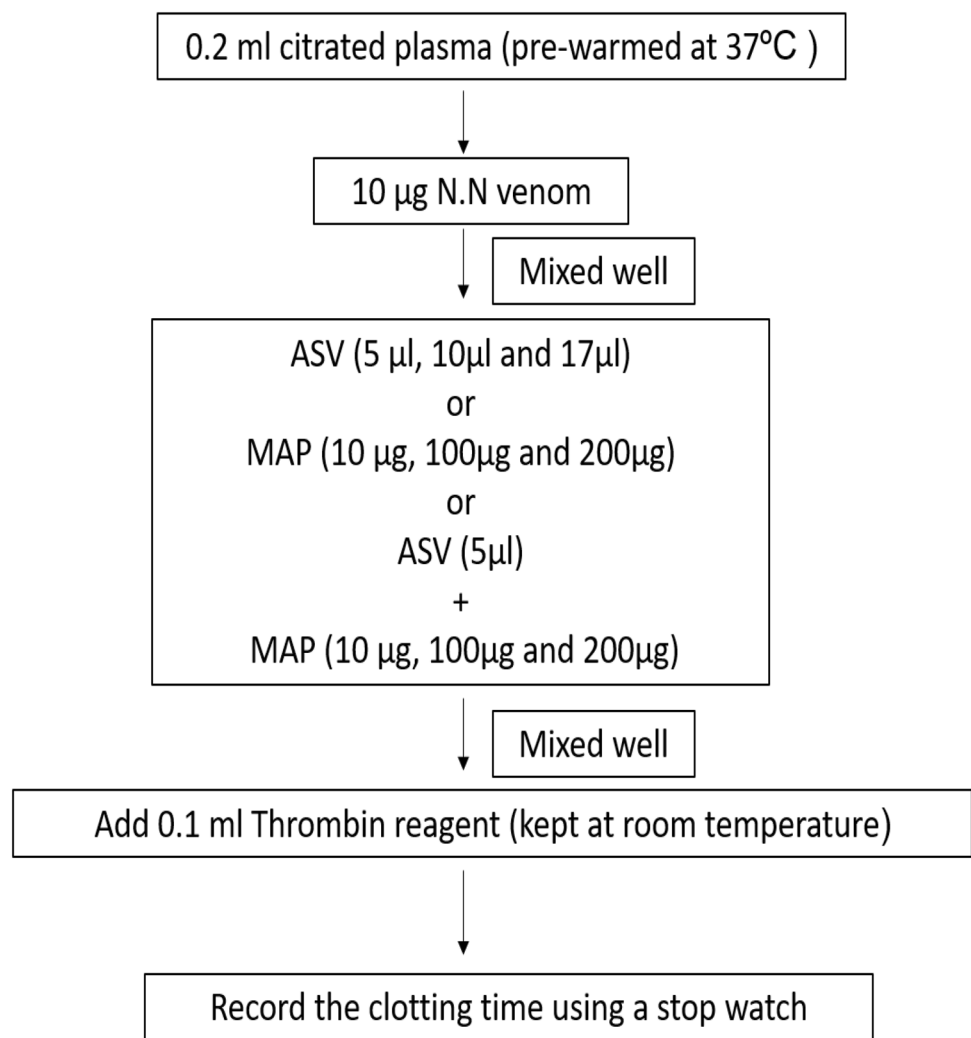 0.2 ml citrated plasma (pre-warmed at 37℃ )
10 µg N.N venom
Mixed well
ASV (5 µl, 10µl and 17µl)
or
MAP (10 µg, 100µg and 200µg)
or
ASV (5µl)
+
MAP (10 µg, 100µg and 200µg)
Mixed well
Add 0.1 ml Thrombin reagent (kept at room temperature)
Record the clotting time using a stop watch